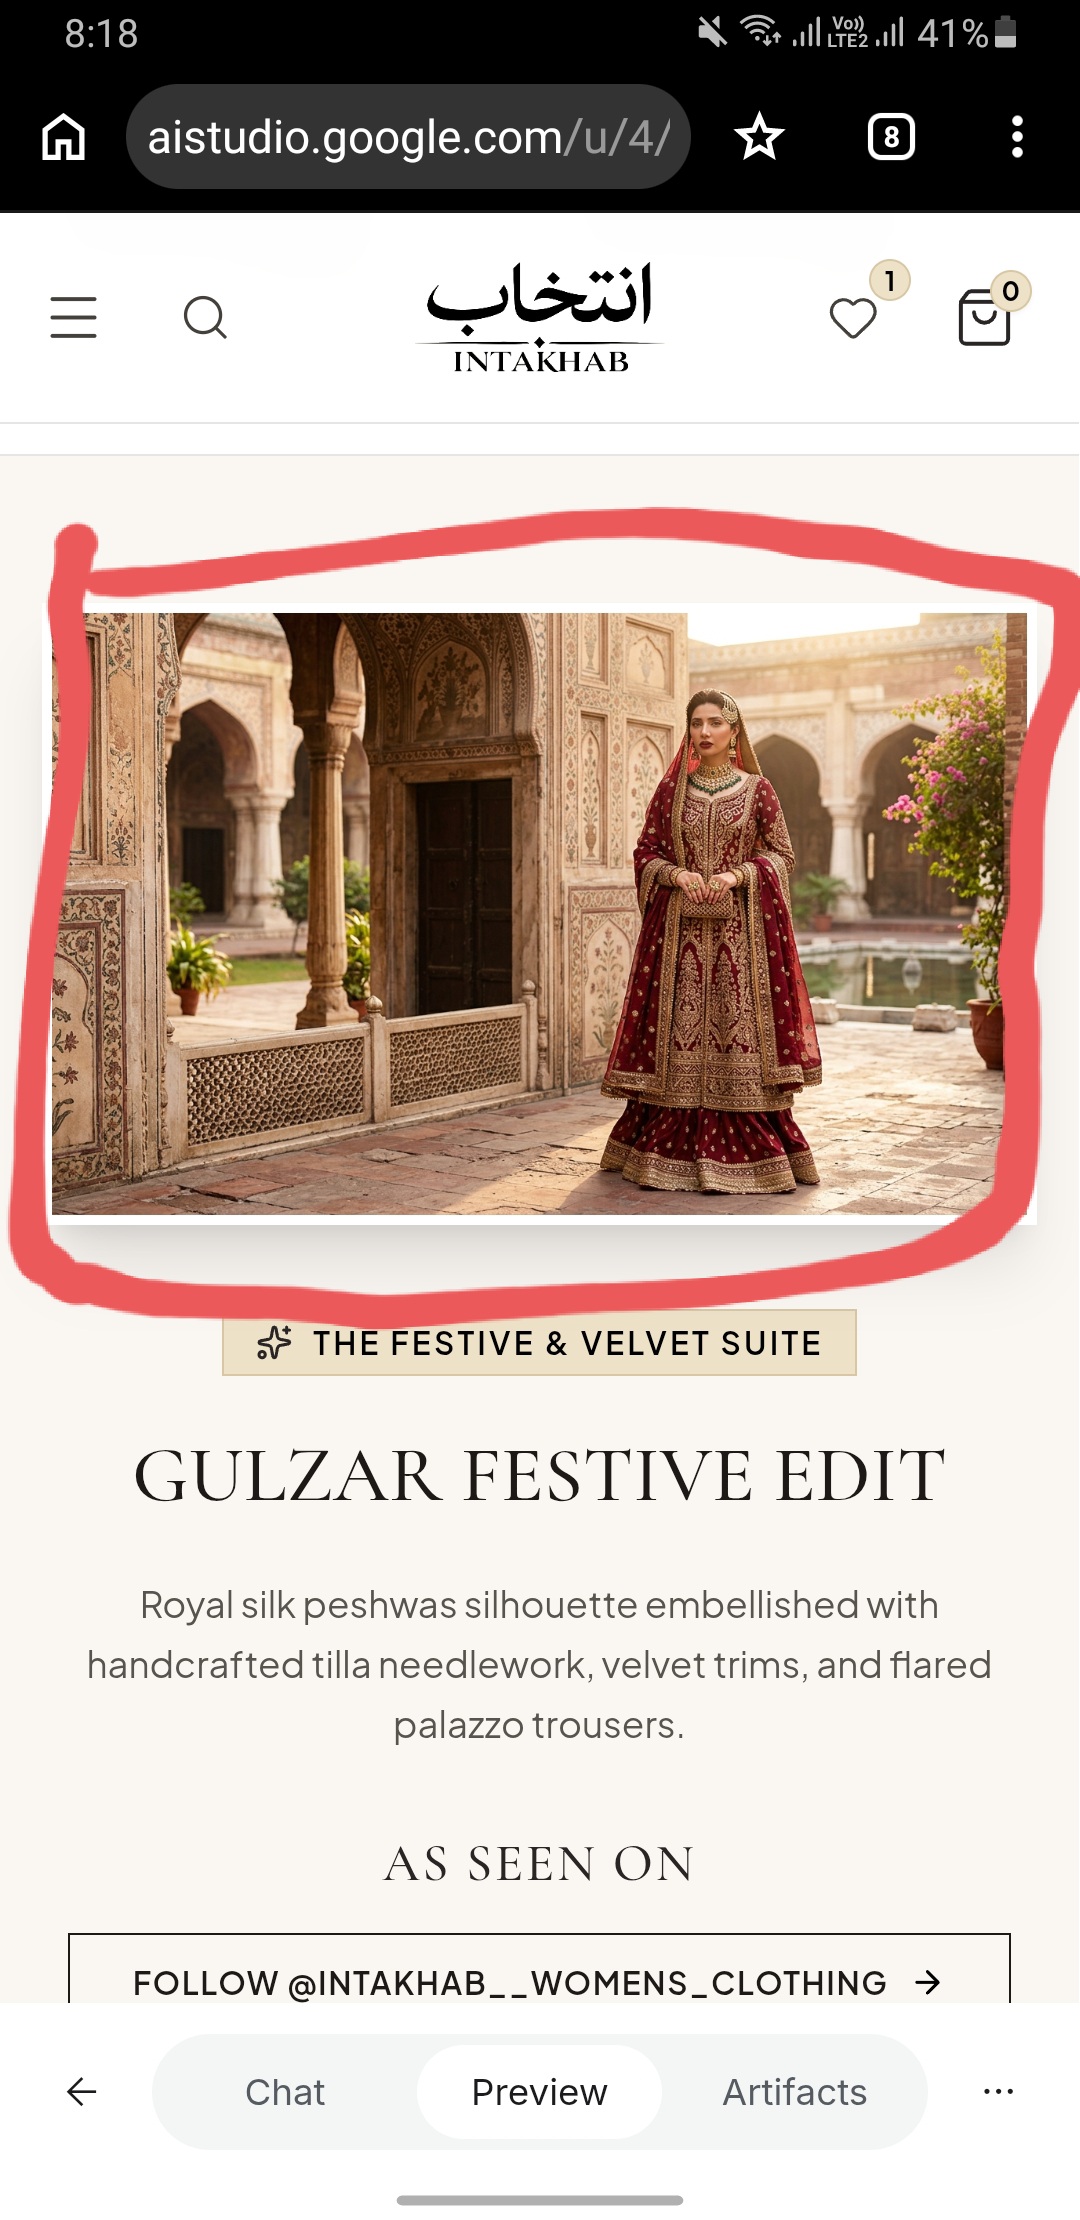 8:18
Vo))
LTE2
41%
aistudio.google.com/u/4/
8
انتخاب
INTAKHAB
1
0
THE FESTIVE & VELVET SUITE
GULZAR FESTIVE EDIT
Royal silk peshwas silhouette embellished with
handcrafted tilla needlework, velvet trims, and flared
palazzo trousers.
AS SEEN ON
FOLLOW @INTAKHAB__WOMENS_CLOTHING →
Chat
Preview
Artifacts